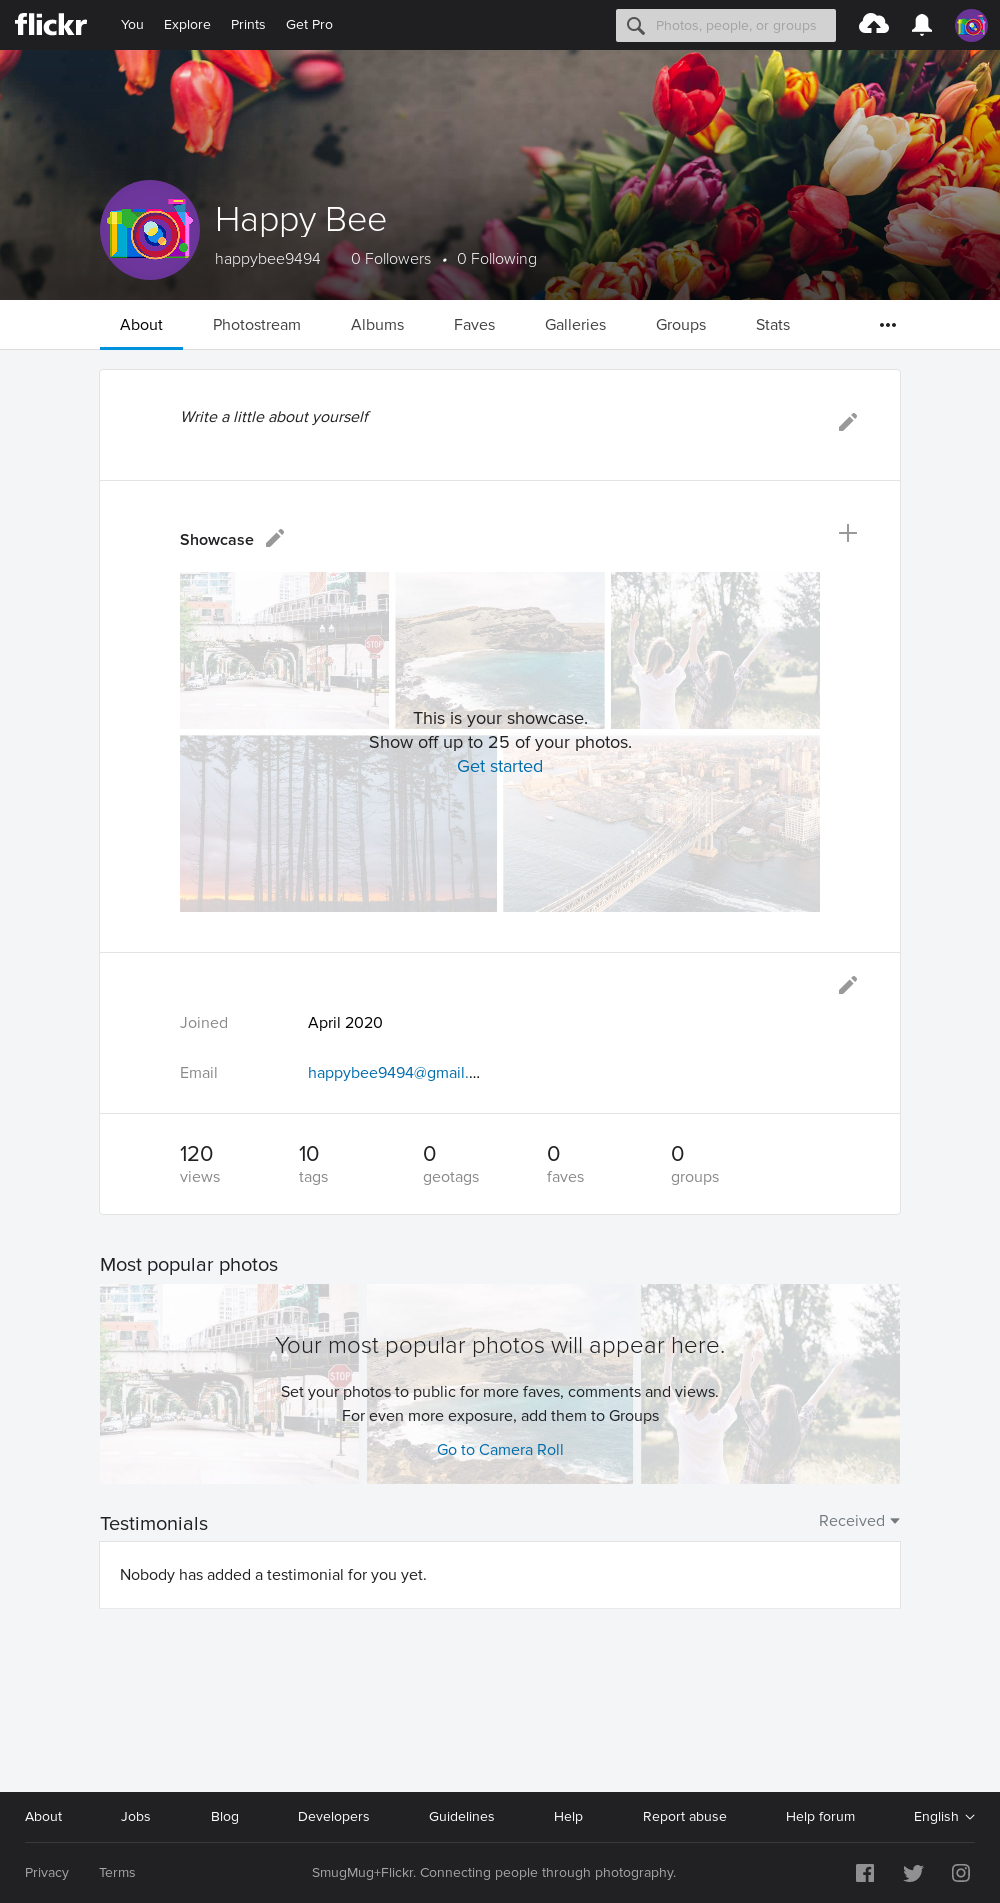 flickr You Explore Prints Get Pro Photos, people, or groups
Happy Bee
happybee9494 0 Followers • 0 Following
About Photostream Albums Faves Galleries Groups Stats
Write a little about yourself
Showcase
STOP
This is your showcase.
Show off up to 25 of your photos.
Get started
Joined April 2020
Email happybee9494@gmail....
120 10 0 0 0
views tags geotags faves groups
Most popular photos
Your most popular photos will appear here.
STOP
Set your photos to public for more faves, comments and views.
For even more exposure, add them to Groups
Go to Camera Roll
Testimonials Received
Nobody has added a testimonial for you yet.
About Jobs Blog Developers Guidelines Help Report abuse Help forum English
Privacy Terms SmugMug+Flickr. Connecting people through photography.